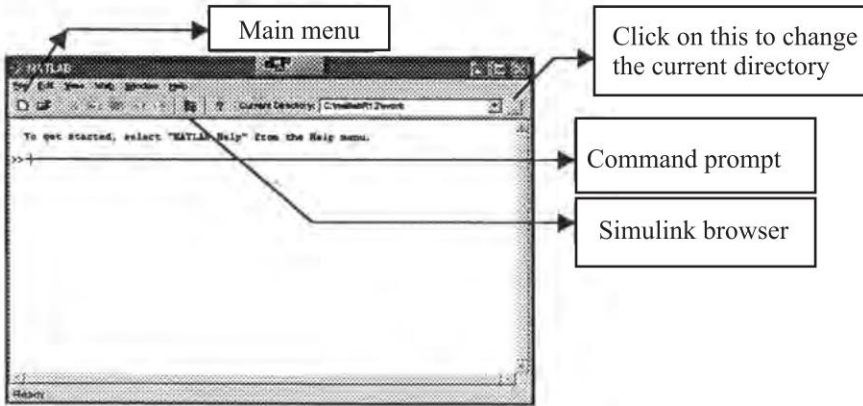 Main menu
Click on this to change
the current directory
MATLAB
File Edit View Web Window Help
Current Directory:
To get started, select "MATLAB Help" from the Help menu.
>>
Command prompt
Simulink browser
Ready